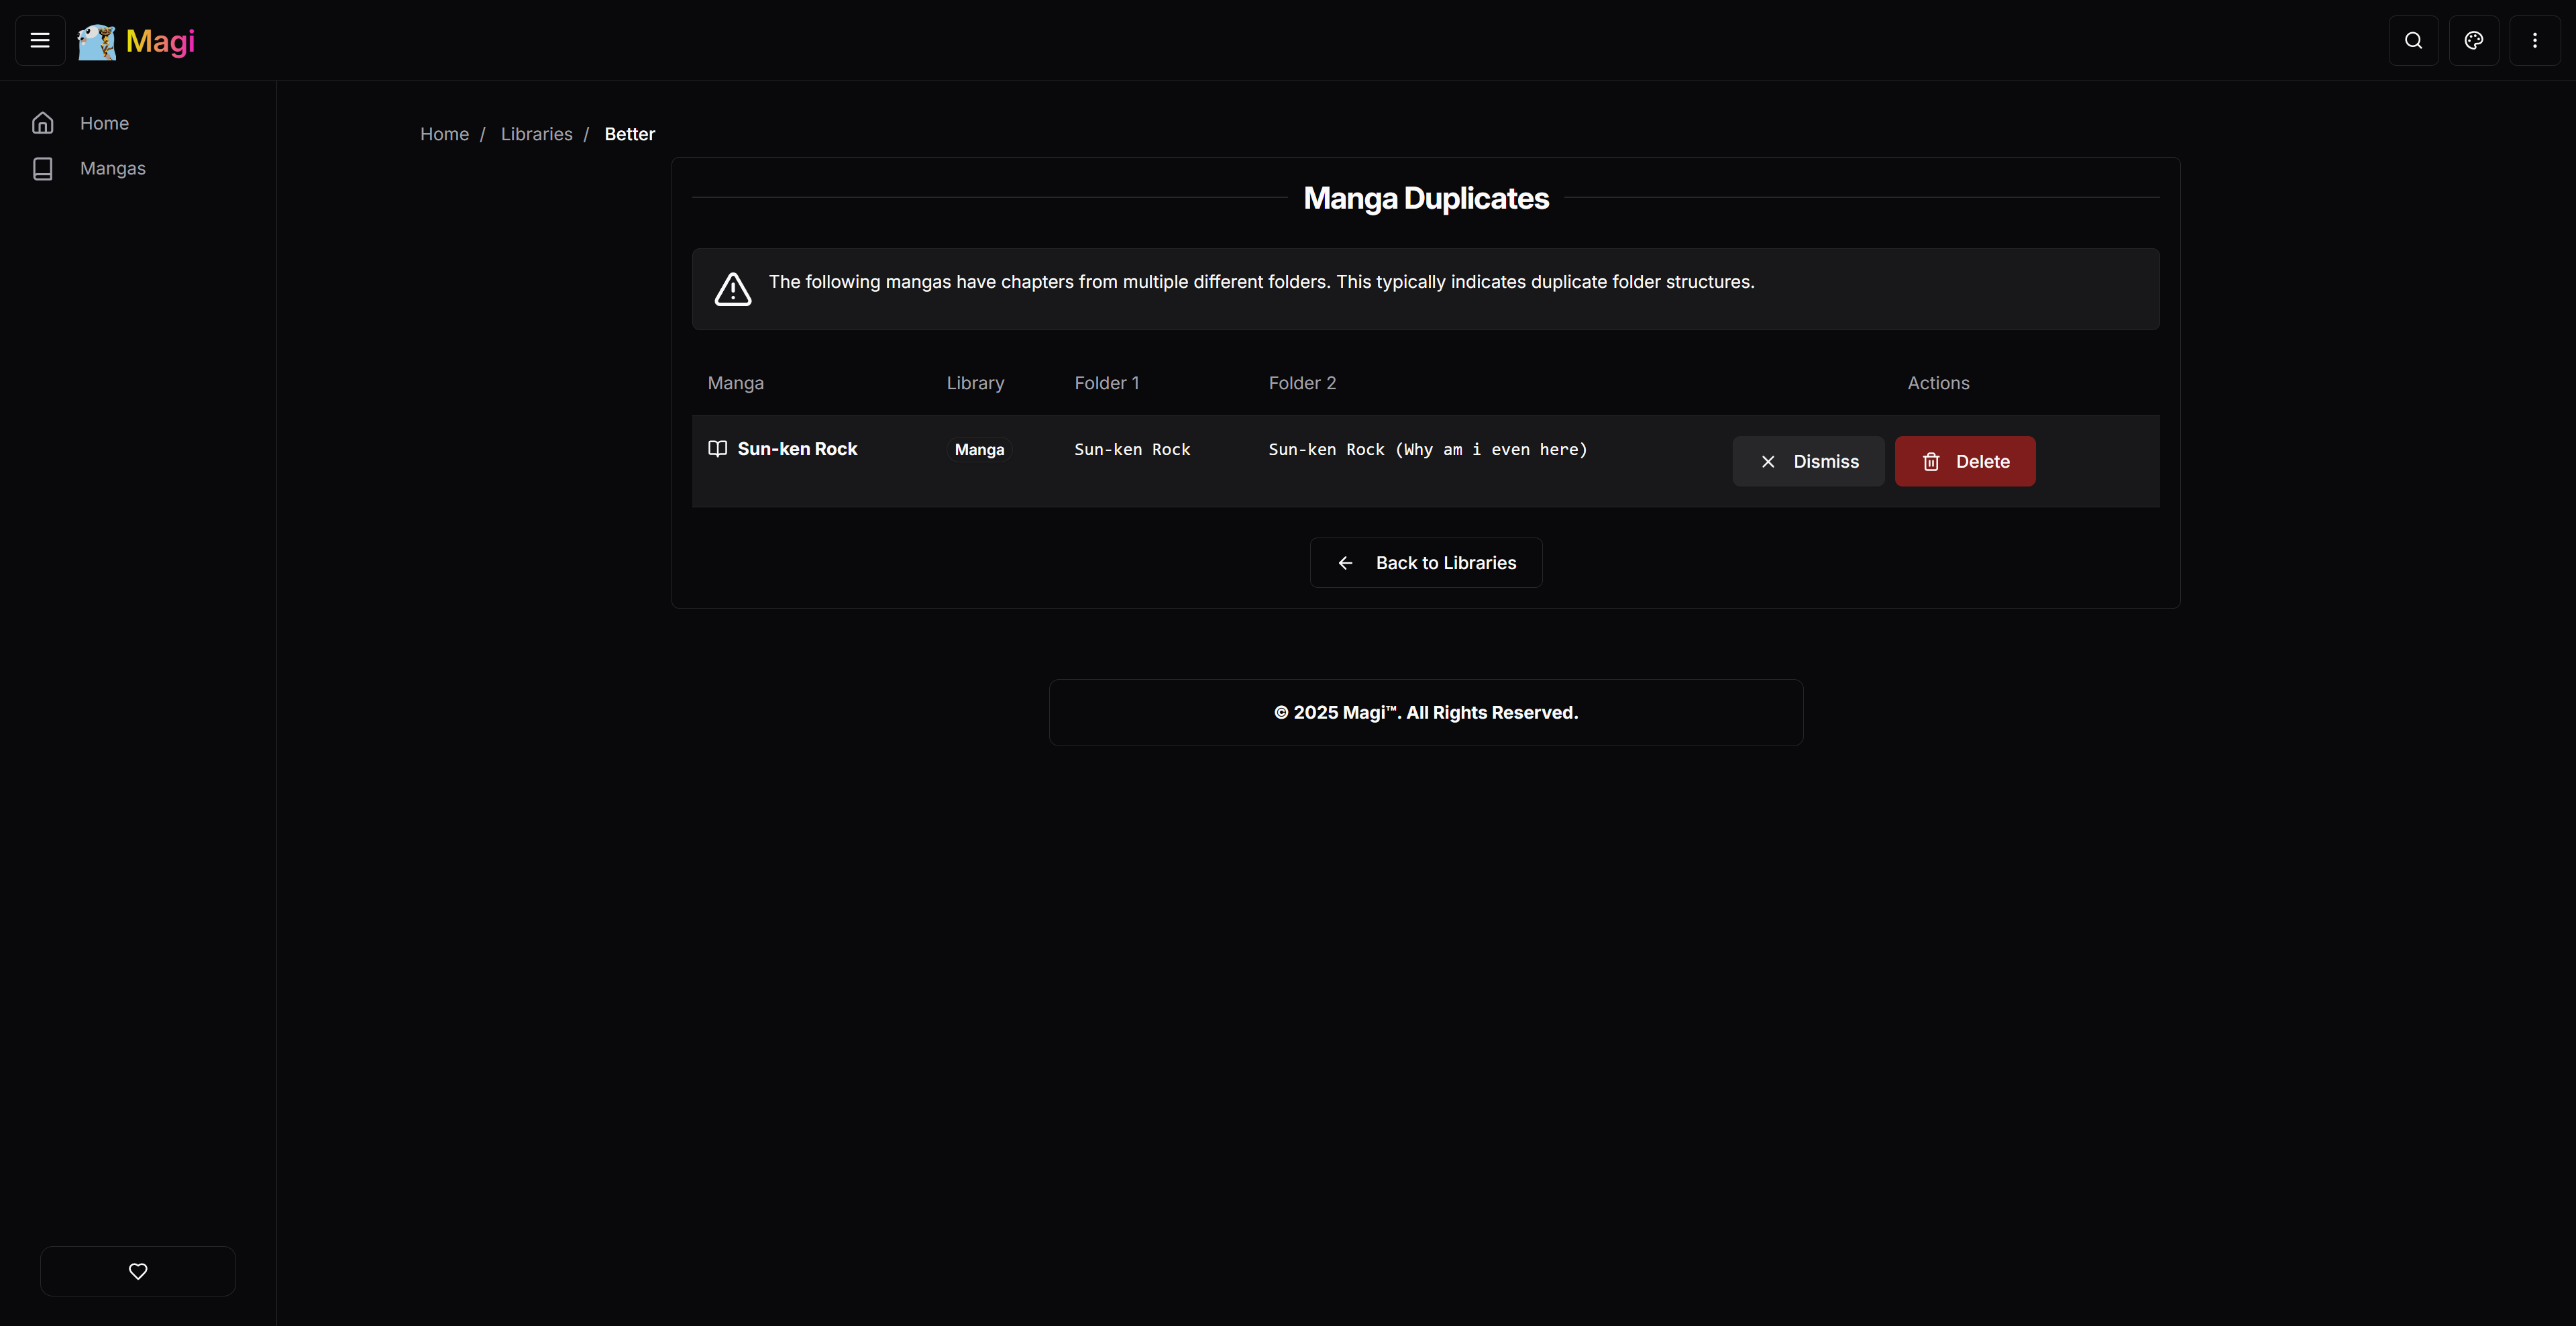 Magi
Home
Mangas
Home / Libraries / Better
Manga Duplicates
The following mangas have chapters from multiple different folders. This typically indicates duplicate folder structures.
Manga Library Folder 1 Folder 2 Actions
Sun-ken Rock Manga Sun-ken Rock Sun-ken Rock (Why am i even here) Dismiss Delete
Back to Libraries
© 2025 Magi™. All Rights Reserved.